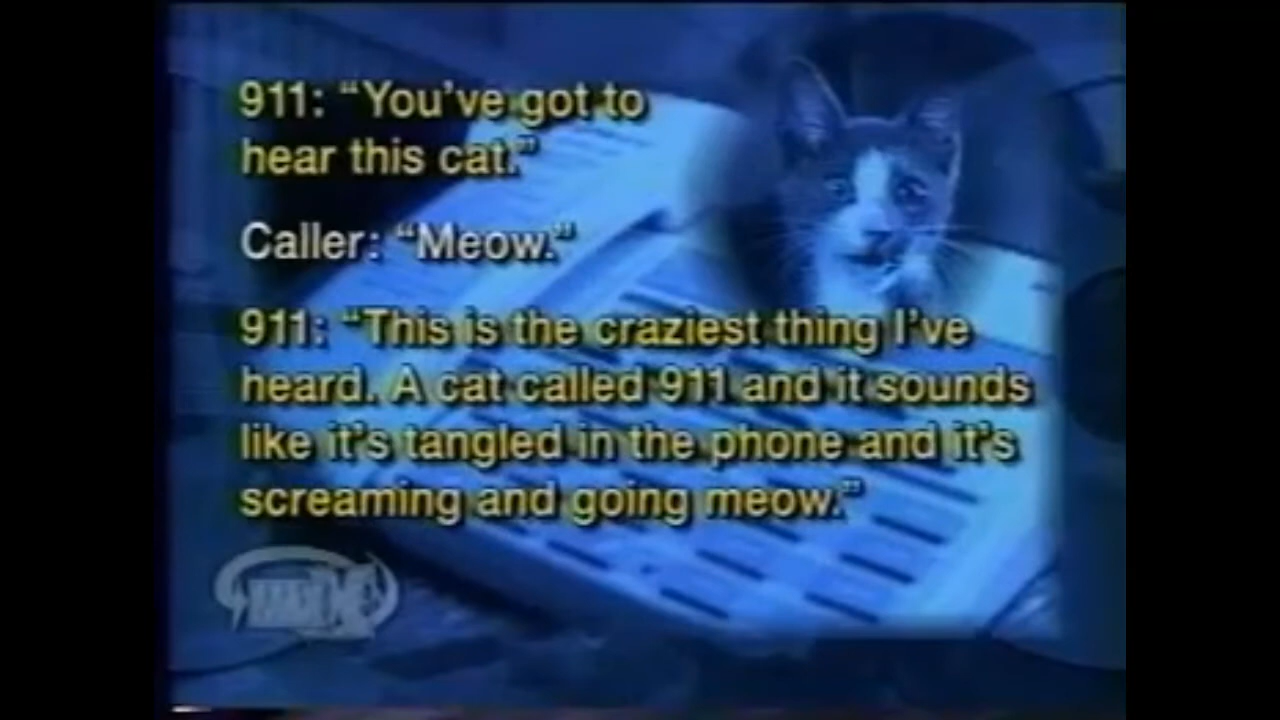 911: “You’ve got to
hear this cat.”
Caller: “Meow.”
911: “This is the craziest thing I’ve
heard. A cat called 911 and it sounds
like it’s tangled in the phone and it’s
screaming and going meow.”